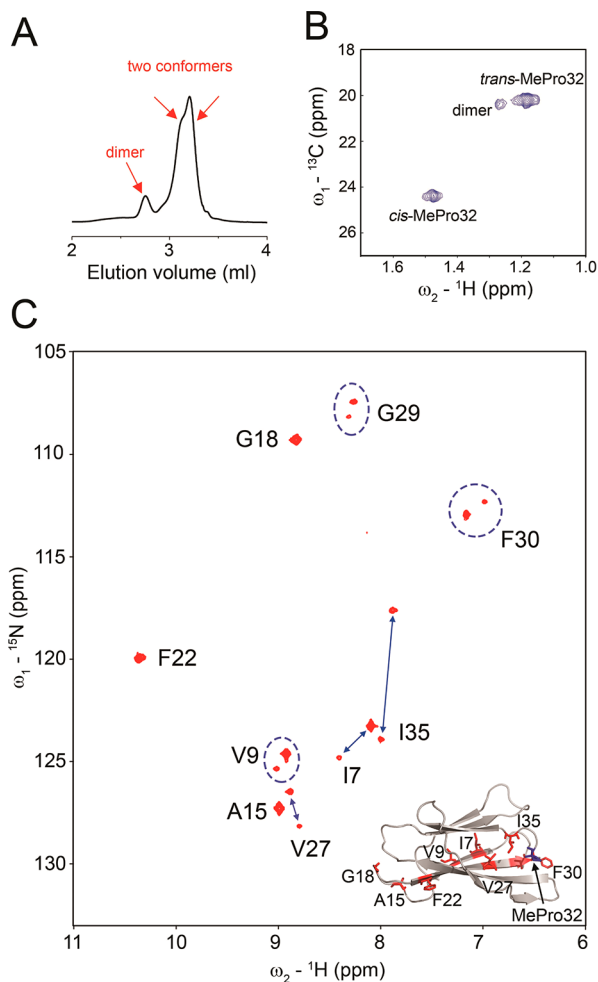 A
two conformers
dimer
2
3
4
Elution volume (ml)
B
18
20
22
24
26
ω1 - 13C (ppm)
trans-MePro32
dimer
cis-MePro32
1.6
1.4
1.2
1.0
ω2 - 1H (ppm)
C
105
110
115
120
125
130
ω1 - 15N (ppm)
G29
G18
F30
F22
I35
V9
I7
A15
V27
I35
I7
V9
G18
F30
V27
A15
F22
MePro32
11
10
9
8
7
6
ω2 - 1H (ppm)